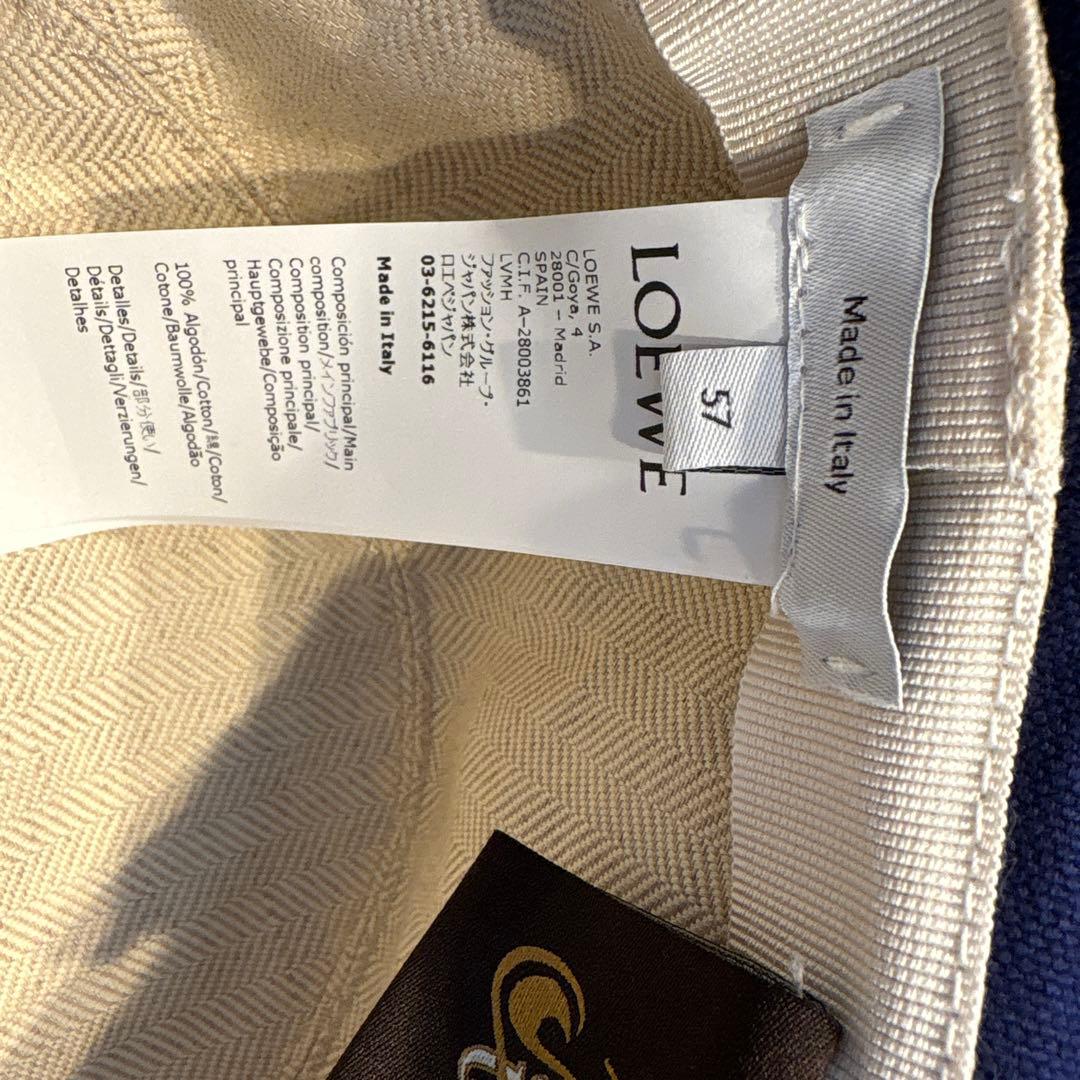 Made in Italy
57
LOEWE
LOEWE S.A.
C/Goya, 4
28001 – Madrid
SPAIN
C.I.F. A–28003861
LVMH
ファッション・グループ・
ジャパン株式会社
ロエベジャパン
03-6215-6116
Made in Italy
Composición principal/Main
composition/メインファブリック/
Composition principal/
Composizione principale/
Hauptgewebe/Composição
principal
100% Algodón/Cotton/綿/Coton/
Cotone/Baumwolle/Algodão
Detalles/Details/部分使い/
Détails/Dettagli/Verzierungen/
Detalhes